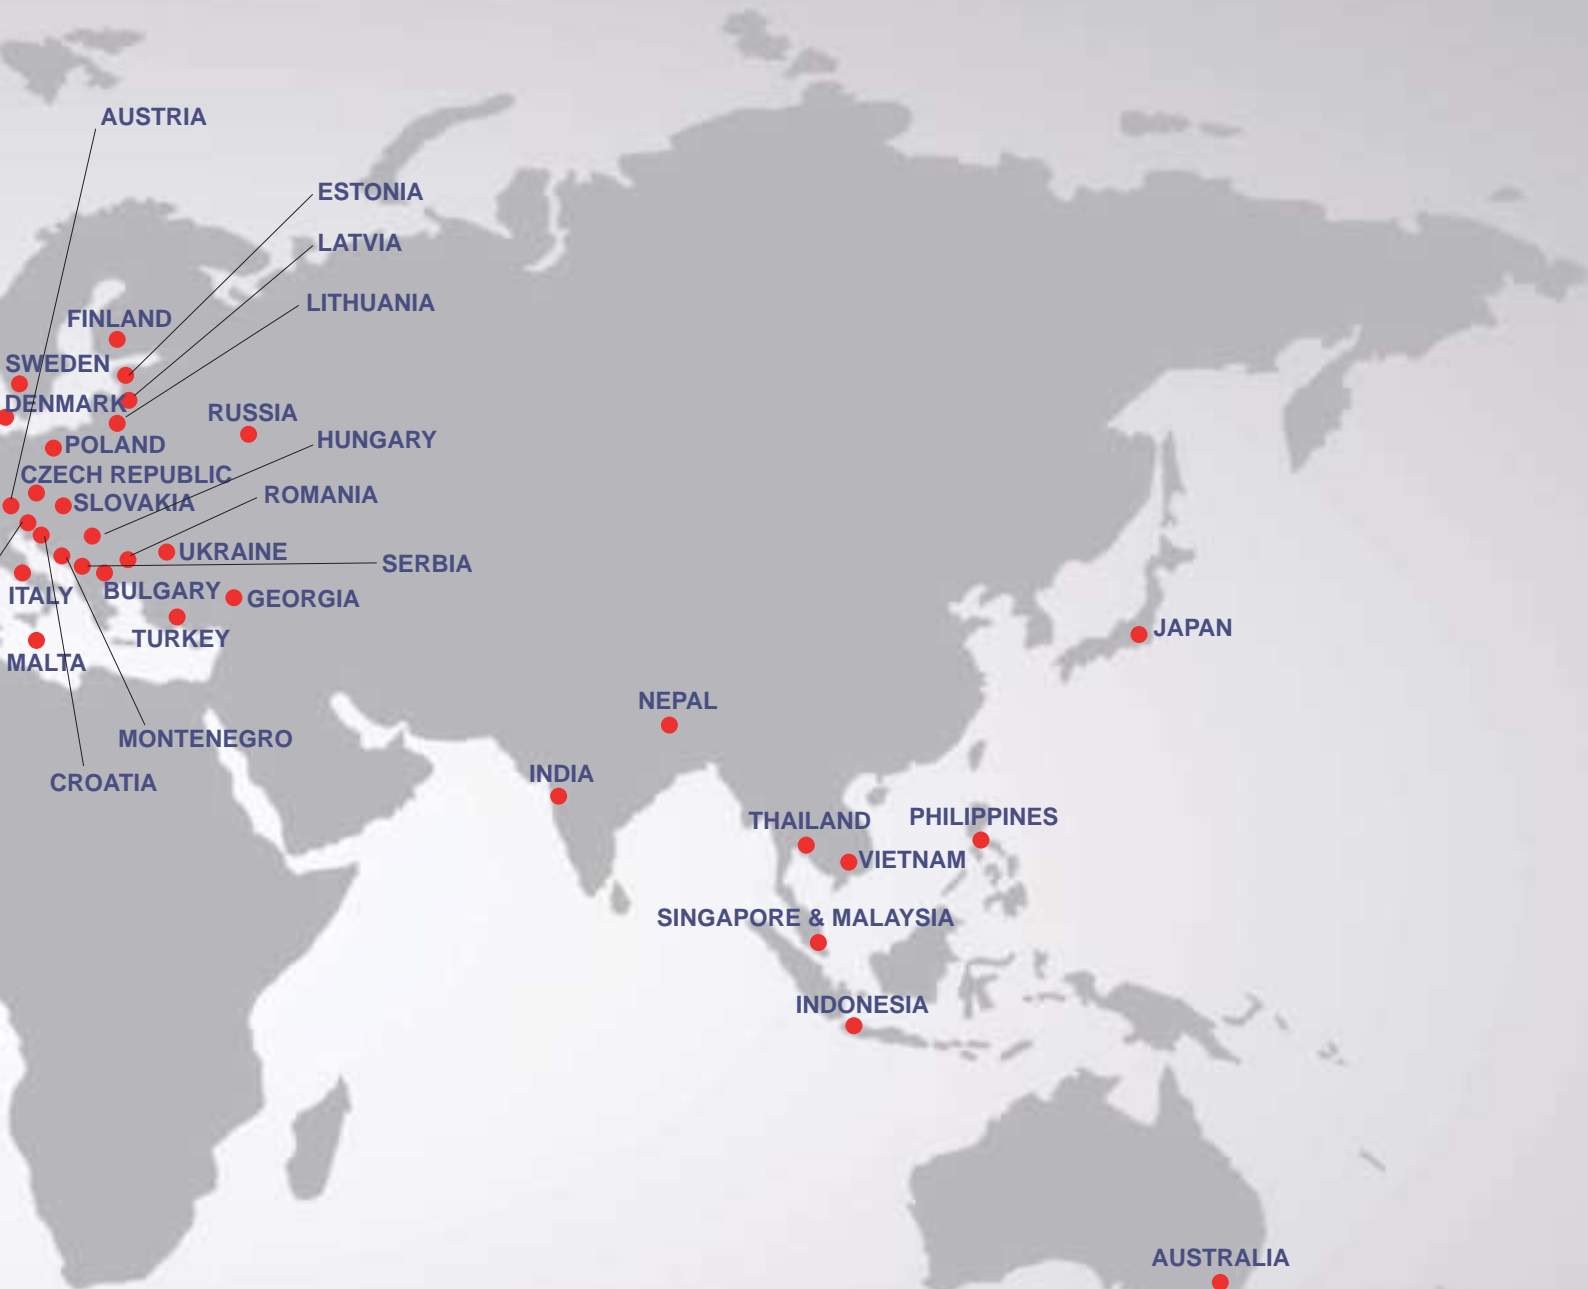 AUSTRIA
ESTONIA
LATVIA
LITHUANIA
FINLAND
SWEDEN
DENMARK
RUSSIA
HUNGARY
POLAND
CZECH REPUBLIC
SLOVAKIA
ROMANIA
UKRAINE
SERBIA
ITALY
BULGARY
GEORGIA
TURKEY
MALTA
JAPAN
NEPAL
MONTENEGRO
CROATIA
INDIA
THAILAND
PHILIPPINES
VIETNAM
SINGAPORE & MALAYSIA
INDONESIA
AUSTRALIA